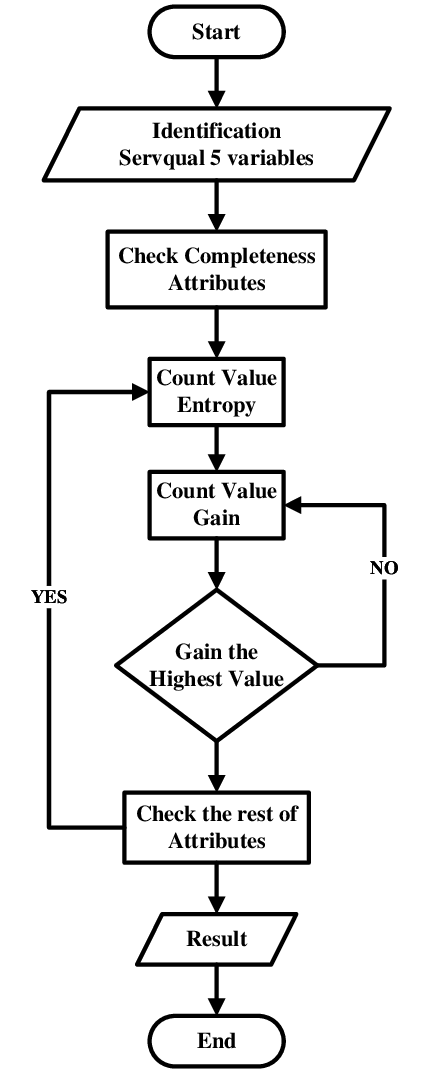 Start
Identification
Servqual 5 variables
Check Completeness
Attributes
Count Value
Entropy
Count Value
Gain
NO
YES
Gain the
Highest Value
Check the rest of
Attributes
Result
End